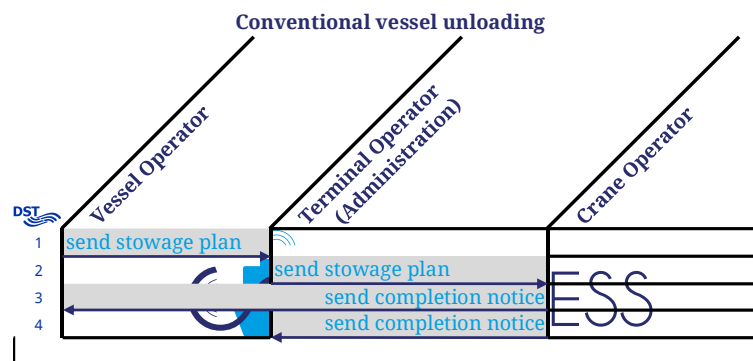 Conventional vessel unloading
Vessel Operator
Terminal Operator
(Administration)
Crane Operator
DST
1
send stowage plan
2
send stowage plan
3
send completion notice
4
send completion notice
ESS